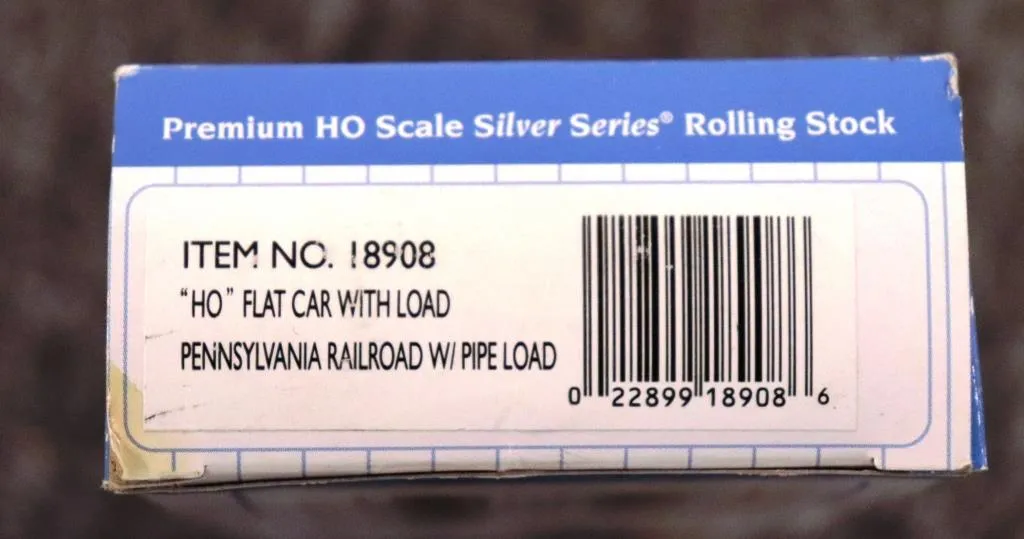 Premium HO Scale Silver Series® Rolling Stock
ITEM NO. 18908
“HO” FLAT CAR WITH LOAD
PENNSYLVANIA RAILROAD W/ PIPE LOAD
0 22899 18908 6